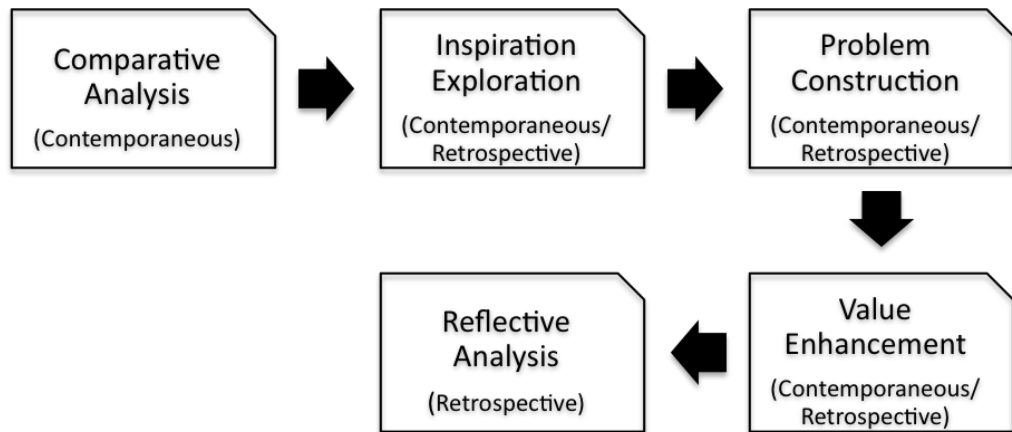 Comparative
Analysis
(Contemporaneous)
Inspiration
Exploration
(Contemporaneous/
Retrospective)
Problem
Construction
(Contemporaneous/
Retrospective)
Value
Enhancement
(Contemporaneous/
Retrospective)
Reflective
Analysis
(Retrospective)